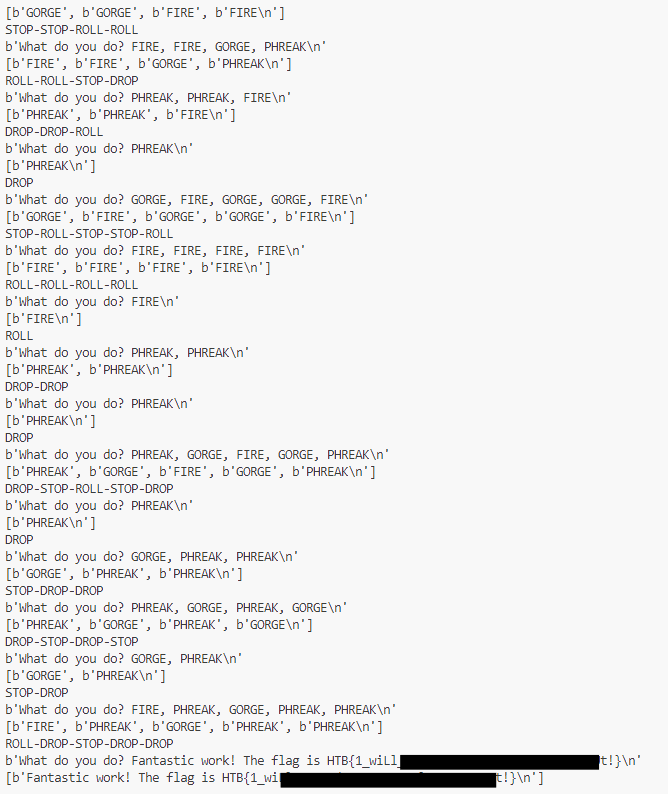 [b'GORGE', b'GORGE', b'FIRE', b'FIRE\n']
STOP-STOP-ROLL-ROLL
b'What do you do? FIRE, FIRE, GORGE, PHREAK\n'
[b'FIRE', b'FIRE', b'GORGE', b'PHREAK\n']
ROLL-ROLL-STOP-DROP
b'What do you do? PHREAK, PHREAK, FIRE\n'
[b'PHREAK', b'PHREAK', b'FIRE\n']
DROP-DROP-ROLL
b'What do you do? PHREAK\n'
[b'PHREAK\n']
DROP
b'What do you do? GORGE, FIRE, GORGE, GORGE, FIRE\n'
[b'GORGE', b'FIRE', b'GORGE', b'GORGE', b'FIRE\n']
STOP-ROLL-STOP-STOP-ROLL
b'What do you do? FIRE, FIRE, FIRE, FIRE\n'
[b'FIRE', b'FIRE', b'FIRE', b'FIRE\n']
ROLL-ROLL-ROLL-ROLL
b'What do you do? FIRE\n'
[b'FIRE\n']
ROLL
b'What do you do? PHREAK, PHREAK\n'
[b'PHREAK', b'PHREAK\n']
DROP-DROP
b'What do you do? PHREAK\n'
[b'PHREAK\n']
DROP
b'What do you do? PHREAK, GORGE, FIRE, GORGE, PHREAK\n'
[b'PHREAK', b'GORGE', b'FIRE', b'GORGE', b'PHREAK\n']
DROP-STOP-ROLL-STOP-DROP
b'What do you do? PHREAK\n'
[b'PHREAK\n']
DROP
b'What do you do? GORGE, PHREAK, PHREAK\n'
[b'GORGE', b'PHREAK', b'PHREAK\n']
STOP-DROP-DROP
b'What do you do? PHREAK, GORGE, PHREAK, GORGE\n'
[b'PHREAK', b'GORGE', b'PHREAK', b'GORGE\n']
DROP-STOP-DROP-STOP
b'What do you do? GORGE, PHREAK\n'
[b'GORGE', b'PHREAK\n']
STOP-DROP
b'What do you do? FIRE, PHREAK, GORGE, PHREAK, PHREAK\n'
[b'FIRE', b'PHREAK', b'GORGE', b'PHREAK', b'PHREAK\n']
ROLL-DROP-STOP-DROP-DROP
b'What do you do? Fantastic work! The flag is HTB{1_wiLl_ t!}\n'
[b'Fantastic work! The flag is HTB{1_wi t!}\n']